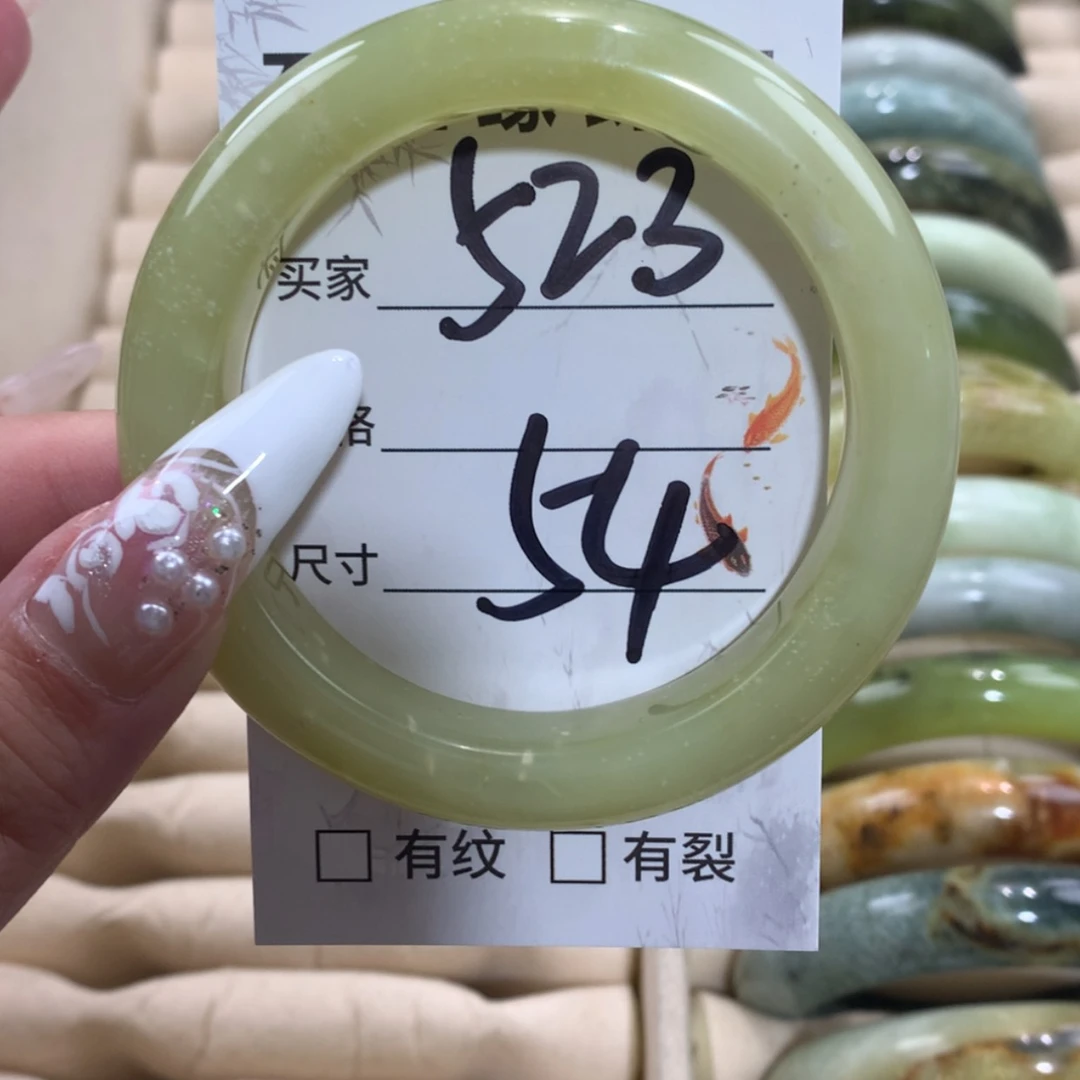 买家 523
格
尺寸 54
□ 有纹 □ 有裂